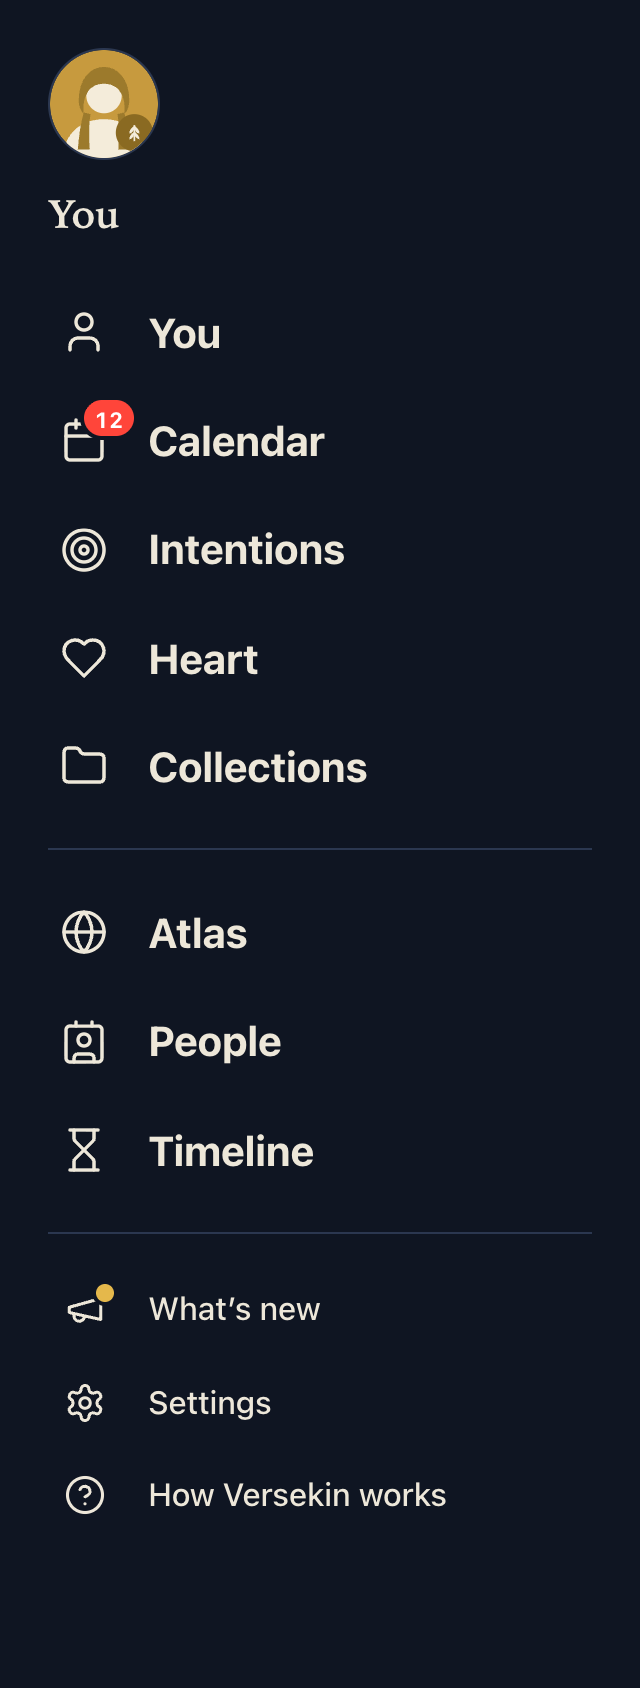 You
You
12
Calendar
Intentions
Heart
Collections
Atlas
People
Timeline
What’s new
Settings
How Versekin works